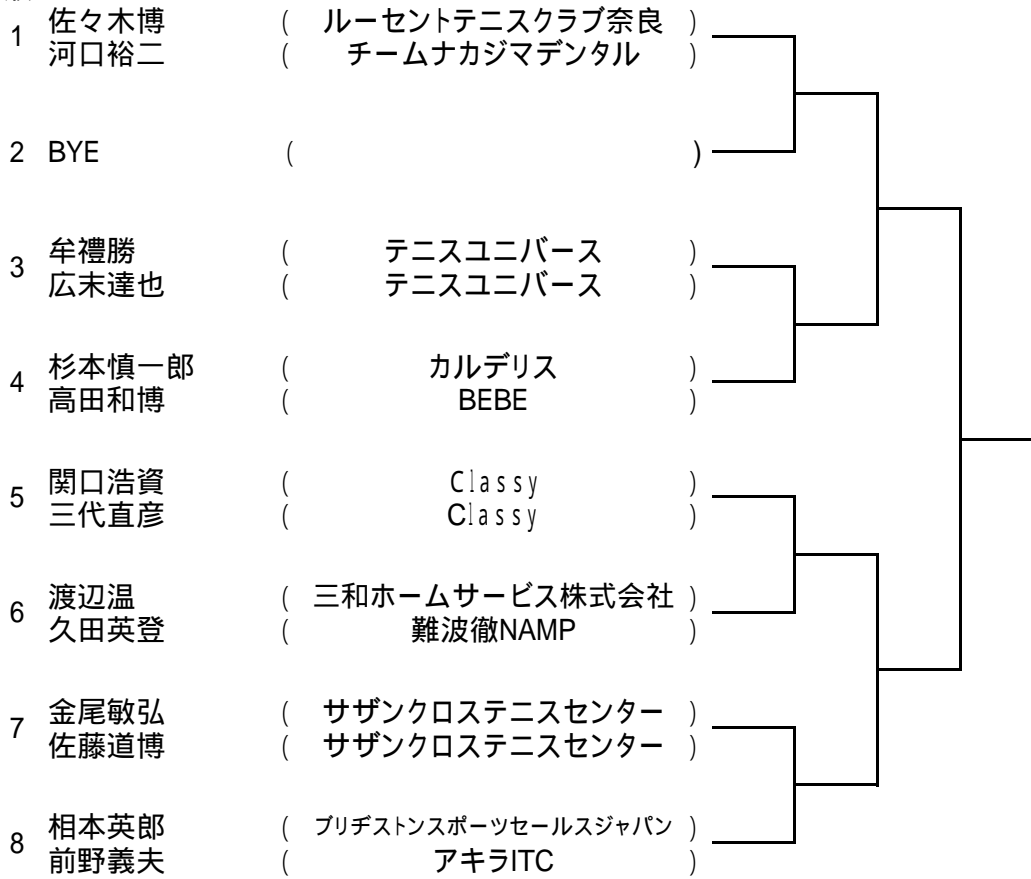 1 佐々木博 ( ルーセントテニスクラブ奈良 )
河口裕二 ( チームナカジマデンタル )
2 BYE ( )
3 牟禮勝 ( テニスユニバース )
広末達也 ( テニスユニバース )
4 杉本慎一郎 ( カルデリス )
高田和博 ( BEBE )
5 関口浩資 ( Classy )
三代直彦 ( Classy )
6 渡辺温 ( 三和ホームサービス株式会社 )
久田英登 ( 難波徹NAMP )
7 金尾敏弘 ( サザンクロステニスセンター )
佐藤道博 ( サザンクロステニスセンター )
8 相本英郎 ( ブリヂストンスポーツセールスジャパン )
前野義夫 ( アキラITC )